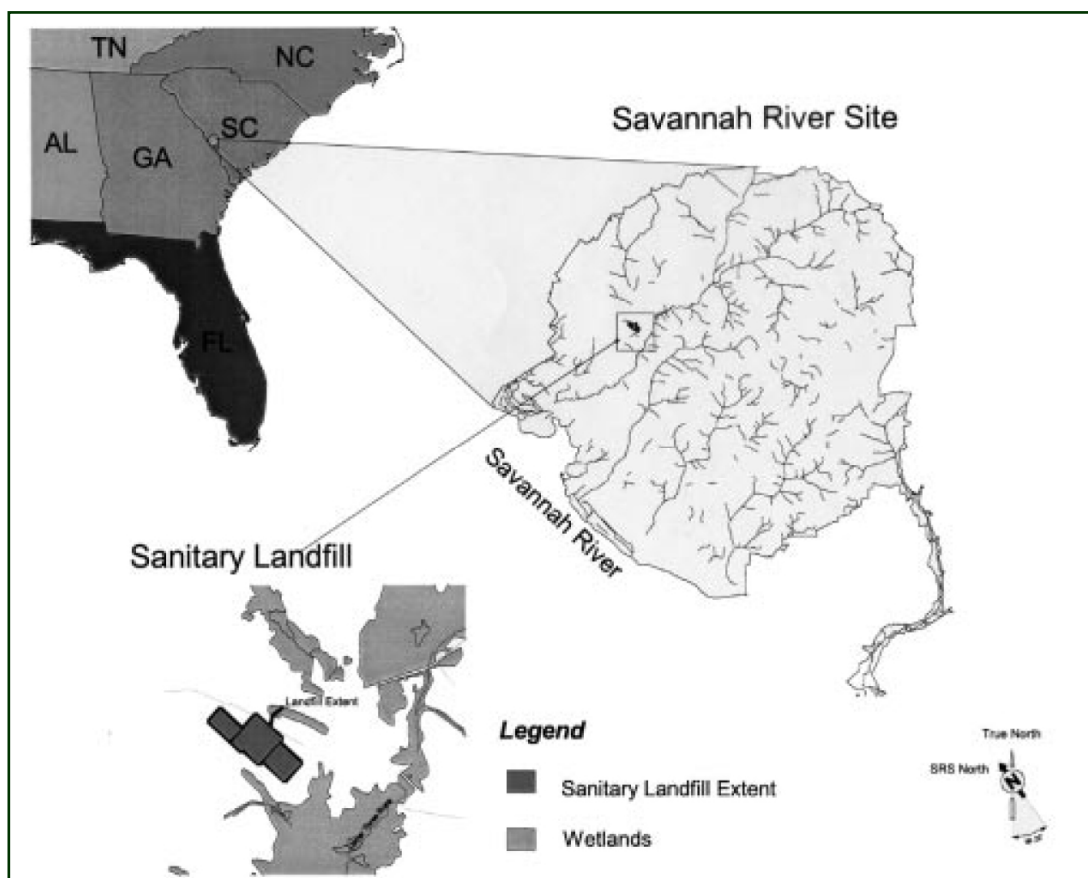 TN
NC
SC
AL
GA
FL
Savannah River Site
Savannah River
Sanitary Landfill
Landfill Extent
Legend
Sanitary Landfill Extent
Wetlands
True North
SRS North
N